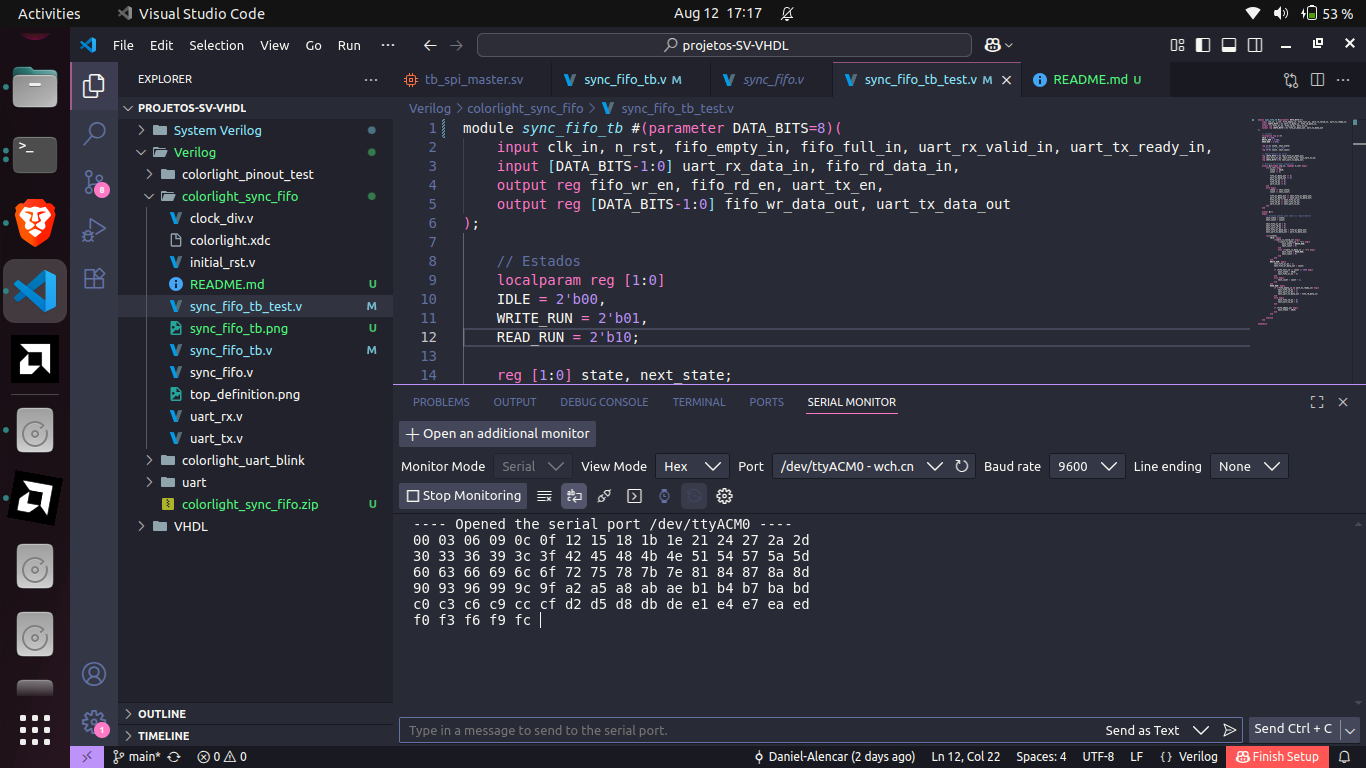 Activities
Visual Studio Code
Aug 12 17:17
53 %
File Edit Selection View Go Run ···
projetos-SV-VHDL
EXPLORER
PROJETOS-SV-VHDL
System Verilog
Verilog
colorlight_pinout_test
colorlight_sync_fifo
clock_div.v
colorlight.xdc
initial_rst.v
README.md U
sync_fifo_tb_test.v M
sync_fifo_tb.png U
sync_fifo_tb.v M
sync_fifo.v
top_definition.png
uart_rx.v
uart_tx.v
colorlight_uart_blink
uart
colorlight_sync_fifo.zip U
VHDL
OUTLINE
TIMELINE
8
1
tb_spi_master.sv
sync_fifo_tb.v M
sync_fifo.v
sync_fifo_tb_test.v M
README.md U
Verilog > colorlight_sync_fifo > sync_fifo_tb_test.v
1 module sync_fifo_tb #(parameter DATA_BITS=8)(
2 input clk_in, n_rst, fifo_empty_in, fifo_full_in, uart_rx_valid_in, uart_tx_ready_in,
3 input [DATA_BITS-1:0] uart_rx_data_in, fifo_rd_data_in,
4 output reg fifo_wr_en, fifo_rd_en, uart_tx_en,
5 output reg [DATA_BITS-1:0] fifo_wr_data_out, uart_tx_data_out
6 );
7
8 // Estados
9 localparam reg [1:0]
10 IDLE = 2'b00,
11 WRITE_RUN = 2'b01,
12 READ_RUN = 2'b10;
13
14 reg [1:0] state, next_state;
PROBLEMS OUTPUT DEBUG CONSOLE TERMINAL PORTS SERIAL MONITOR
Open an additional monitor
Monitor Mode Serial View Mode Hex Port /dev/ttyACM0 - wch.cn Baud rate 9600 Line ending None
Stop Monitoring
---- Opened the serial port /dev/ttyACM0 ----
00 03 06 09 0c 0f 12 15 18 1b 1e 21 24 27 2a 2d
30 33 36 39 3c 3f 42 45 48 4b 4e 51 54 57 5a 5d
60 63 66 69 6c 6f 72 75 78 7b 7e 81 84 87 8a 8d
90 93 96 99 9c 9f a2 a5 a8 ab ae b1 b4 b7 ba bd
c0 c3 c6 c9 cc cf d2 d5 d8 db de e1 e4 e7 ea ed
f0 f3 f6 f9 fc
Type in a message to send to the serial port.
Send as Text
Send Ctrl + C
main*
0 0
Daniel-Alencar (2 days ago) Ln 12, Col 22 Spaces: 4 UTF-8 LF {} Verilog Finish Setup